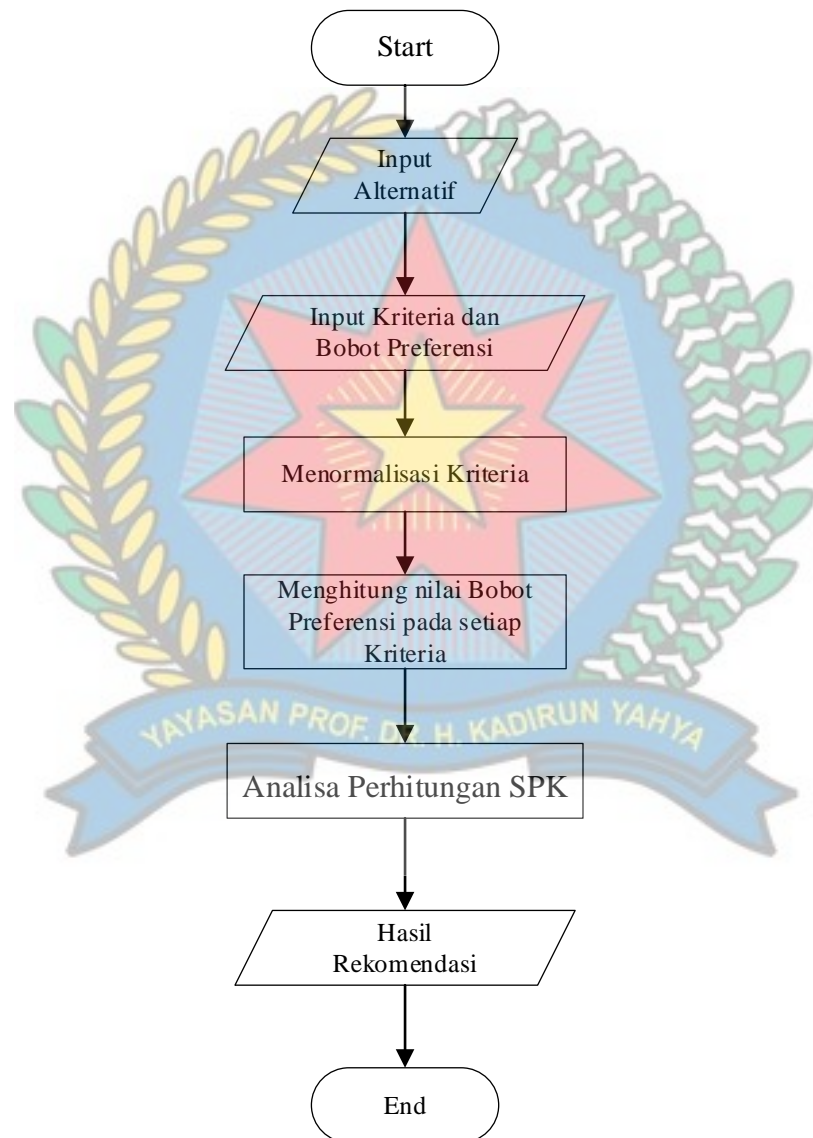 Start
Input
Alternatif
Input Kriteria dan
Bobot Preferensi
Menormalisasi Kriteria
Menghitung nilai Bobot
Preferensi pada setiap
Kriteria
YAYASAN PROF. DR. H. KADIRUN YAHYA
Analisa Perhitungan SPK
Hasil
Rekomendasi
End